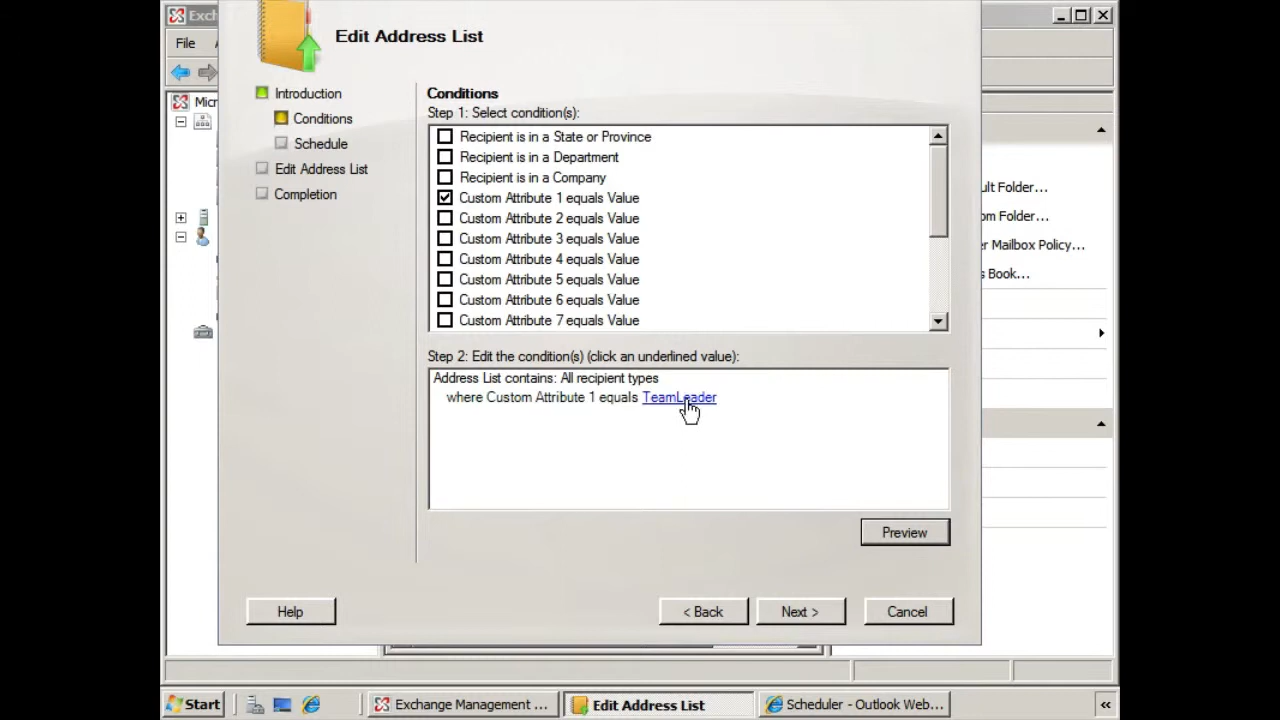 Exch
Edit Address List
File
Micr
Introduction
Conditions
Schedule
Edit Address List
Completion
Conditions
Step 1: Select condition(s):
Recipient is in a State or Province
Recipient is in a Department
Recipient is in a Company
Custom Attribute 1 equals Value
Custom Attribute 2 equals Value
Custom Attribute 3 equals Value
Custom Attribute 4 equals Value
Custom Attribute 5 equals Value
Custom Attribute 6 equals Value
Custom Attribute 7 equals Value
Step 2: Edit the condition(s) (click an underlined value):
Address List contains: All recipient types
where Custom Attribute 1 equals TeamLeader
Preview
Help
< Back
Next >
Cancel
ult Folder...
om Folder...
er Mailbox Policy...
s Book...
Start
Exchange Management ...
Edit Address List
Scheduler - Outlook Web...